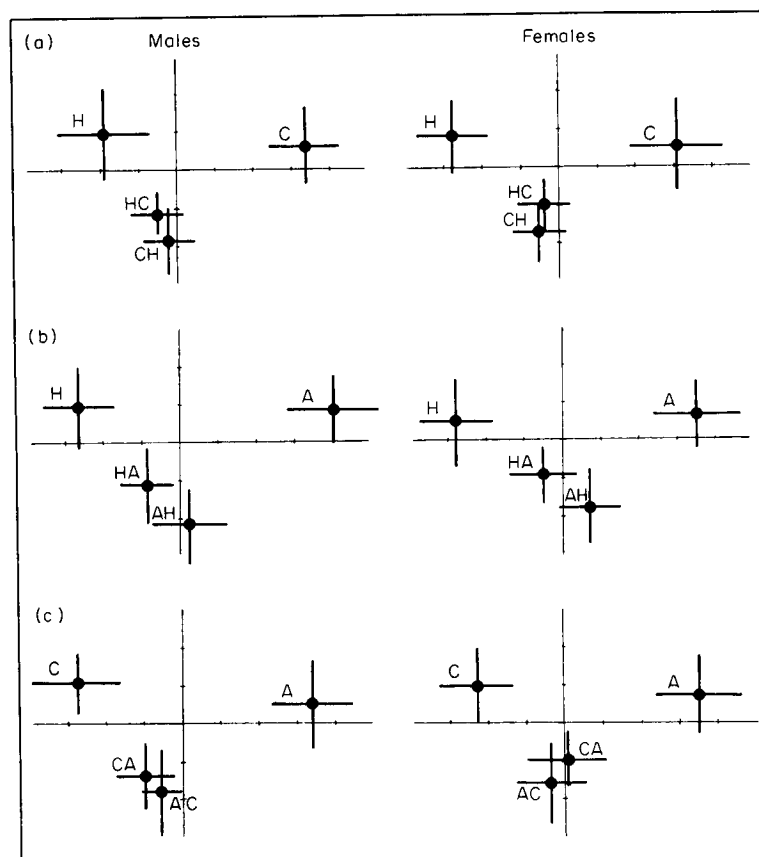 (a) Males Females
H C H C
HC HC
CH CH
(b)
H A H A
HA HA
AH AH
(c)
C A C A
CA CA
AC AC